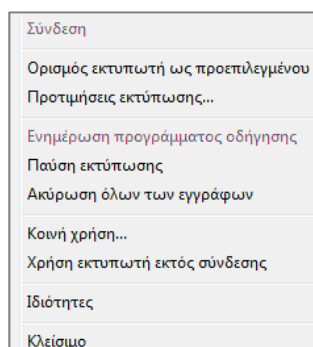 Σύνδεση
Ορισμός εκτυπωτή ως προεπιλεγμένου
Προτιμήσεις εκτύπωσης...
Ενημέρωση προγράμματος οδήγησης
Παύση εκτύπωσης
Ακύρωση όλων των εγγράφων
Κοινή χρήση...
Χρήση εκτυπωτή εκτός σύνδεσης
Ιδιότητες
Κλείσιμο